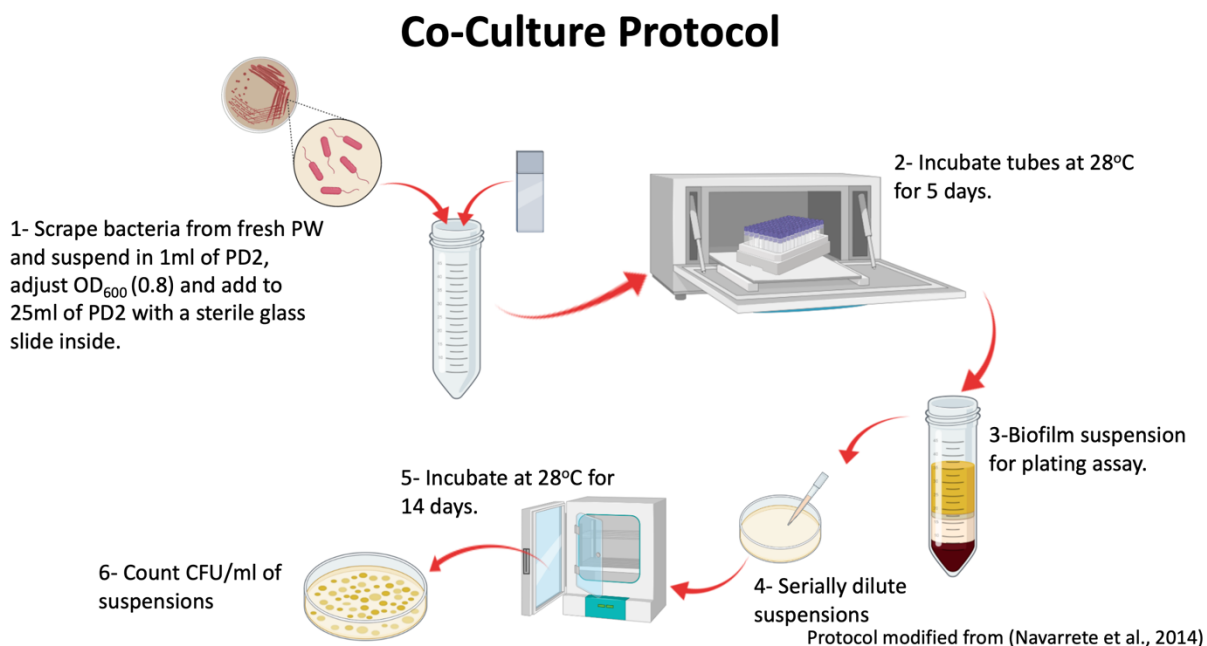 Co-Culture Protocol
1- Scrape bacteria from fresh PW
and suspend in 1ml of PD2,
adjust OD600 (0.8) and add to
25ml of PD2 with a sterile glass
slide inside.
2- Incubate tubes at 28oC
for 5 days.
3-Biofilm suspension
for plating assay.
4- Serially dilute
suspensions
5- Incubate at 28oC for
14 days.
6- Count CFU/ml of
suspensions
Protocol modified from (Navarrete et al., 2014)